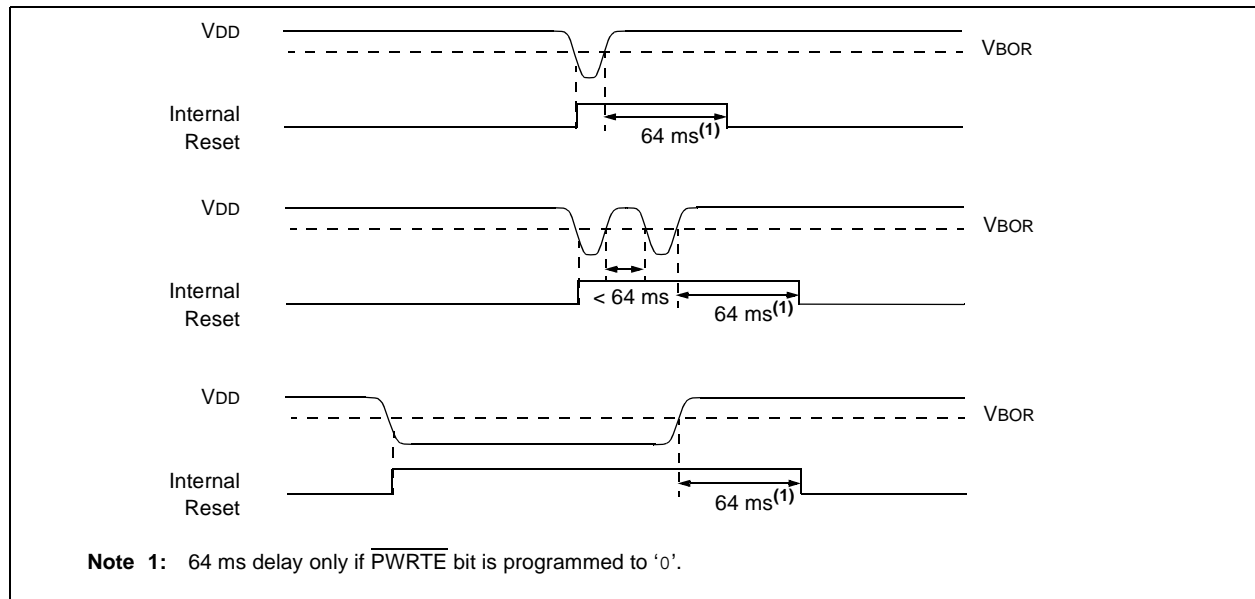 VDD
VBOR
Internal
Reset
64 ms(1)
VDD
VBOR
Internal
Reset
< 64 ms
64 ms(1)
VDD
VBOR
Internal
Reset
64 ms(1)
Note 1: 64 ms delay only if PWRTE bit is programmed to ‘0’.